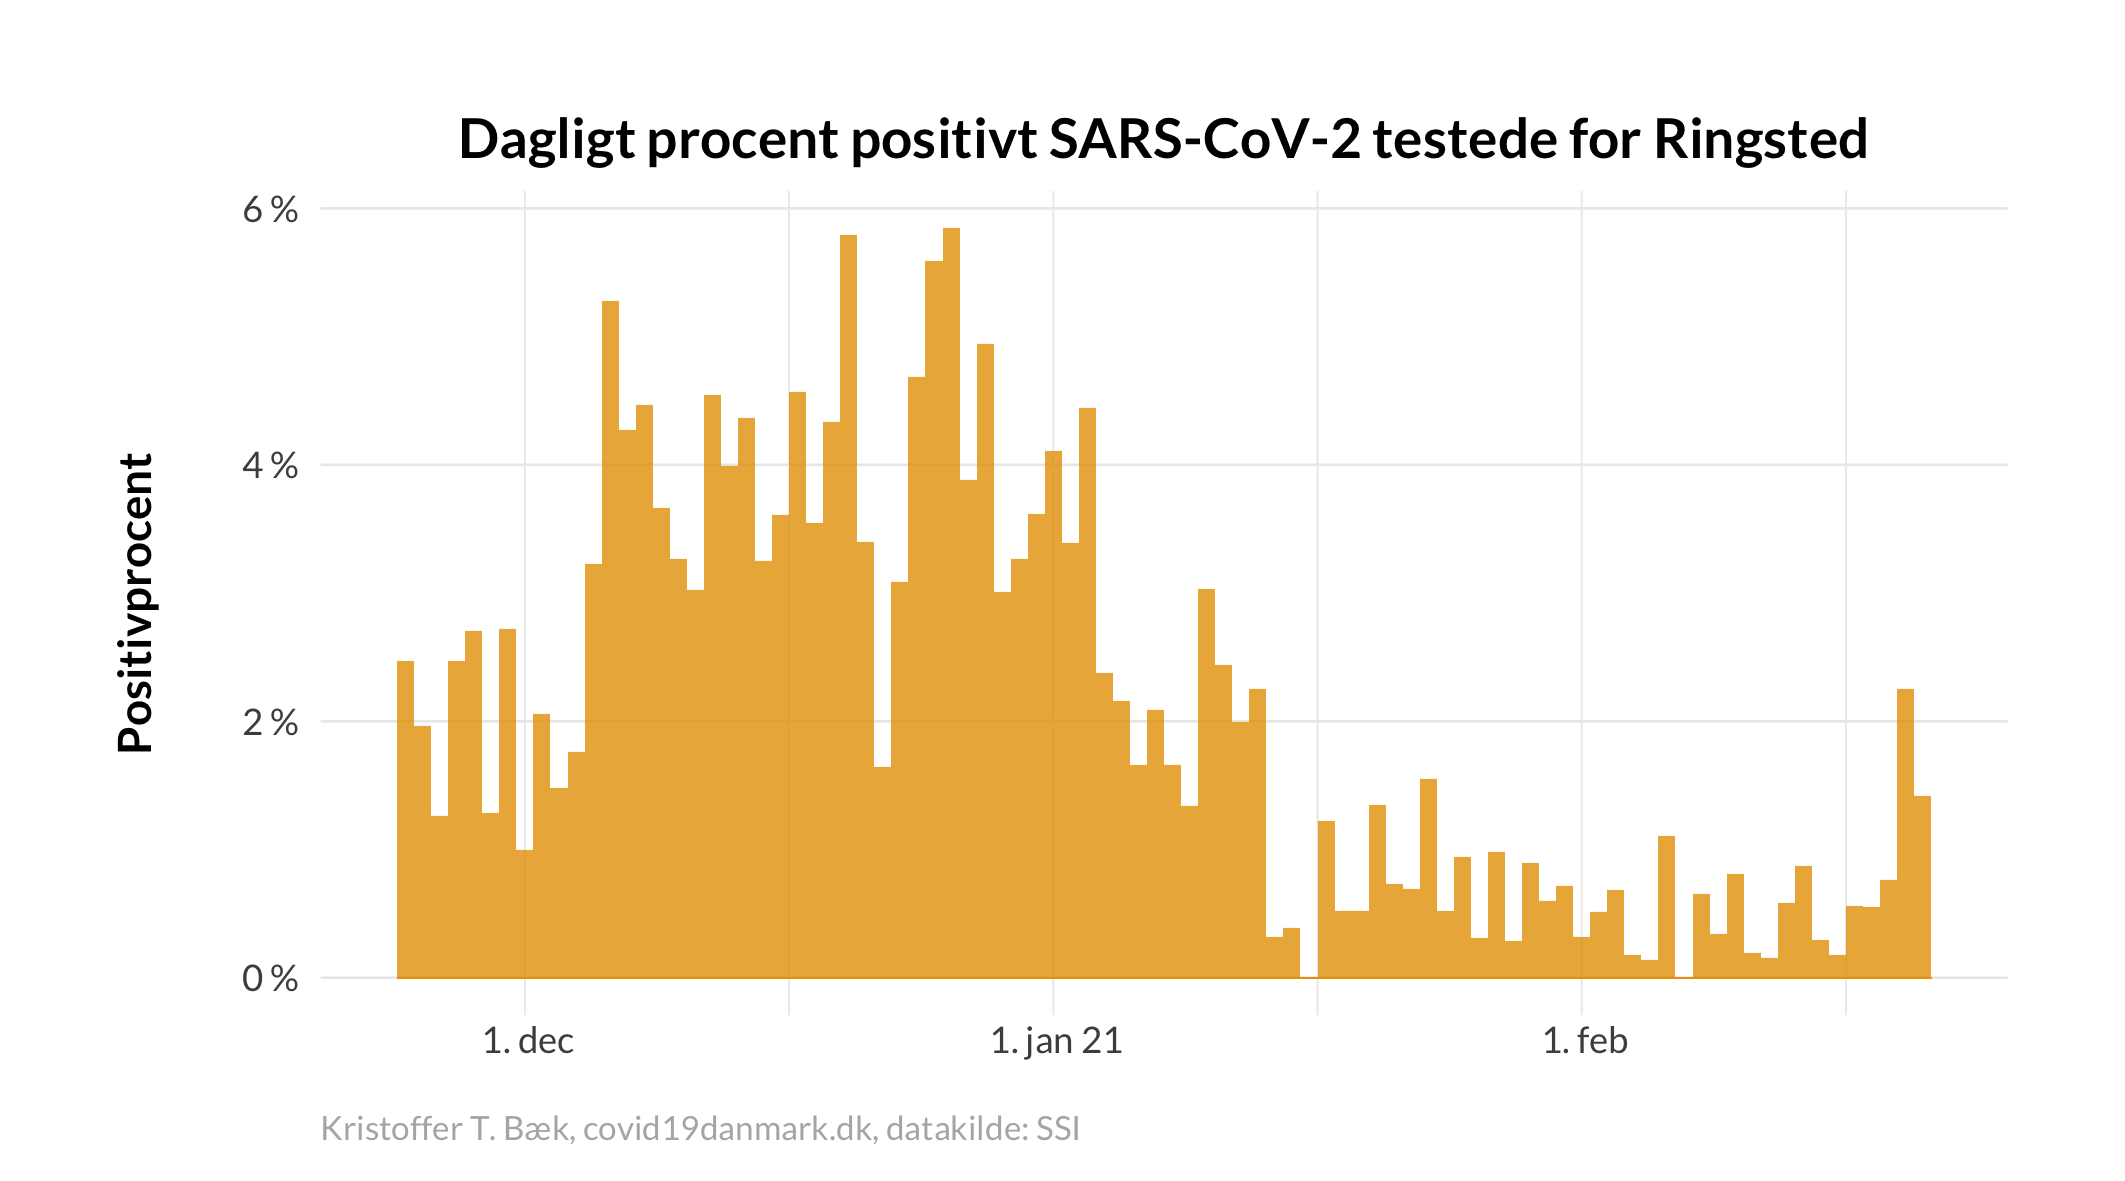 Dagligt procent positivt SARS-CoV-2 testede for Ringsted
Positivprocent
6 %
4 %
2 %
0 %
1. dec
1. jan 21
1. feb
Kristoffer T. Bæk, covid19danmark.dk, datakilde: SSI